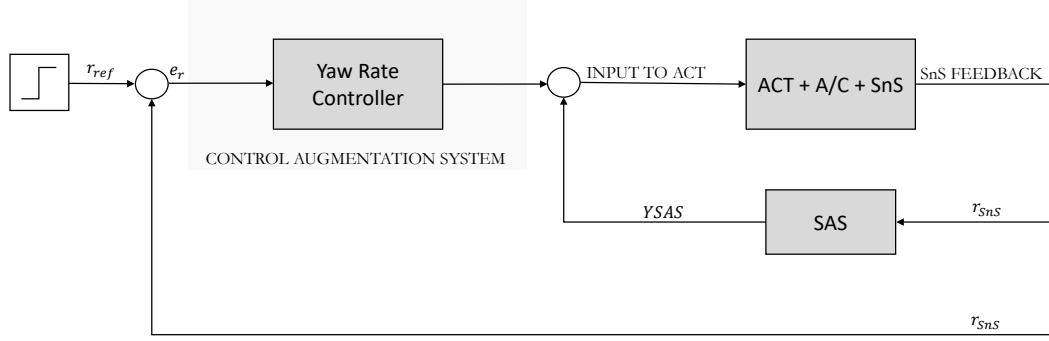 r_ref
e_r
Yaw Rate
Controller
INPUT TO ACT
ACT + A/C + SnS
SnS FEEDBACK
CONTROL AUGMENTATION SYSTEM
YSAS
SAS
r_SnS
r_SnS